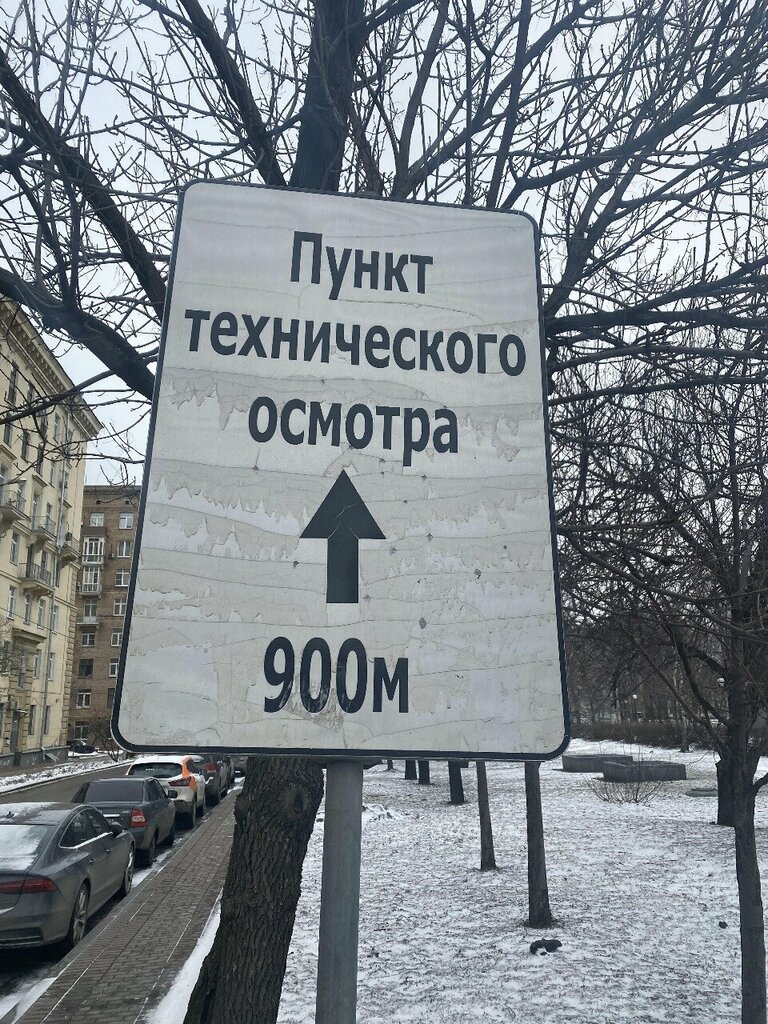 Пункт
технического
осмотра
900м